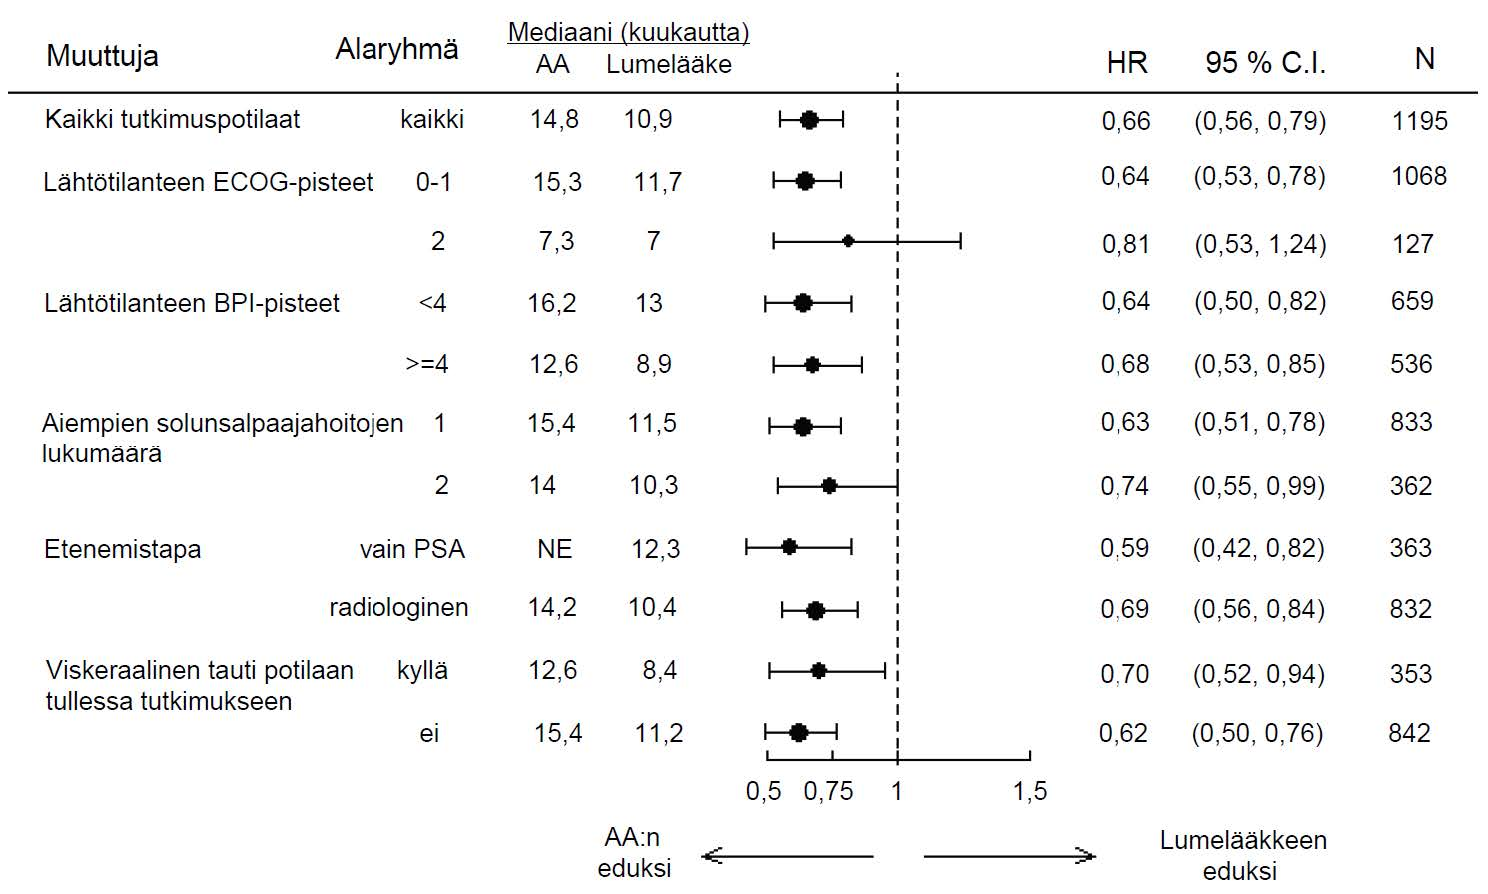 Muuttuja Alaryhmä Mediaani (kuukautta) HR 95 % C.I. N
AA Lumelääke
Kaikki tutkimuspotilaat kaikki 14,8 10,9 0,66 (0,56, 0,79) 1195
Lähtötilanteen ECOG-pisteet 0-1 15,3 11,7 0,64 (0,53, 0,78) 1068
2 7,3 7 0,81 (0,53, 1,24) 127
Lähtötilanteen BPI-pisteet <4 16,2 13 0,64 (0,50, 0,82) 659
>=4 12,6 8,9 0,68 (0,53, 0,85) 536
Aiempien solunsalpaajahoitojen 1 15,4 11,5 0,63 (0,51, 0,78) 833
lukumäärä
2 14 10,3 0,74 (0,55, 0,99) 362
Etenemistapa vain PSA NE 12,3 0,59 (0,42, 0,82) 363
radiologinen 14,2 10,4 0,69 (0,56, 0,84) 832
Viskeraalinen tauti potilaan kyllä 12,6 8,4 0,70 (0,52, 0,94) 353
tullessa tutkimukseen
ei 15,4 11,2 0,62 (0,50, 0,76) 842
0,5 0,75 1 1,5
AA:n Lumelääkkeen
eduksi eduksi